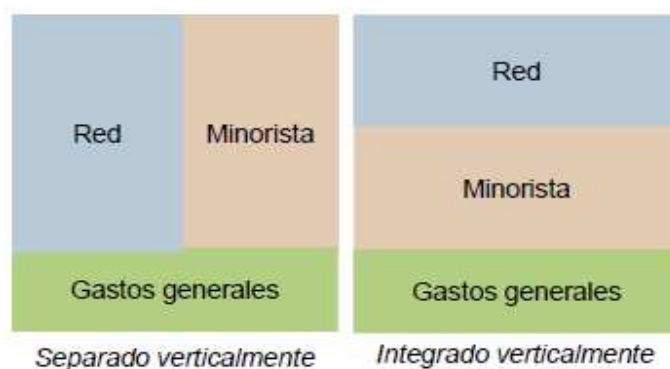 Red
Minorista
Gastos generales
Separado verticalmente
Red
Minorista
Gastos generales
Integrado verticalmente